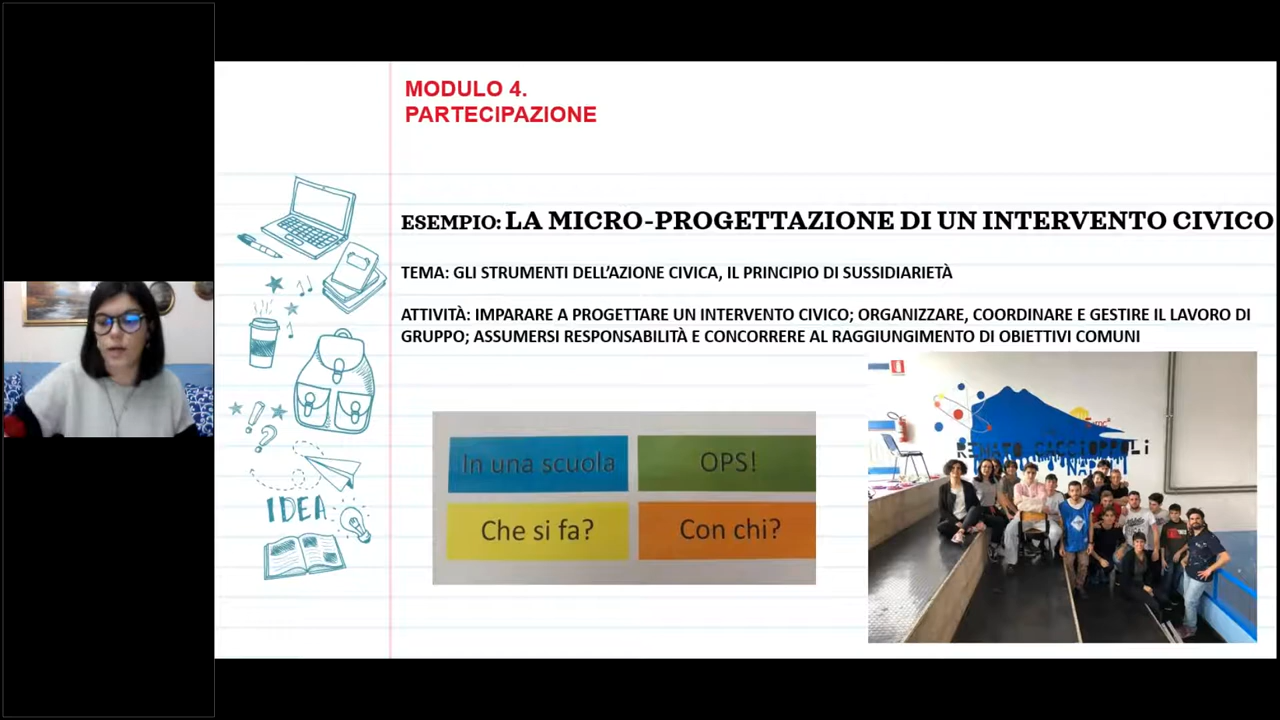 MODULO 4.
PARTECIPAZIONE
ESEMPIO: LA MICRO-PROGETTAZIONE DI UN INTERVENTO CIVICO
TEMA: GLI STRUMENTI DELL'AZIONE CIVICA, IL PRINCIPIO DI SUSSIDIARIETÀ
ATTIVITÀ: IMPARARE A PROGETTARE UN INTERVENTO CIVICO; ORGANIZZARE, COORDINARE E GESTIRE IL LAVORO DI
GRUPPO; ASSUMERSI RESPONSABILITÀ E CONCORRERE AL RAGGIUNGIMENTO DI OBIETTIVI COMUNI
In una scuola
OPS!
Che si fa?
Con chi?
IDEA
RENATO CACCIOPPOLI